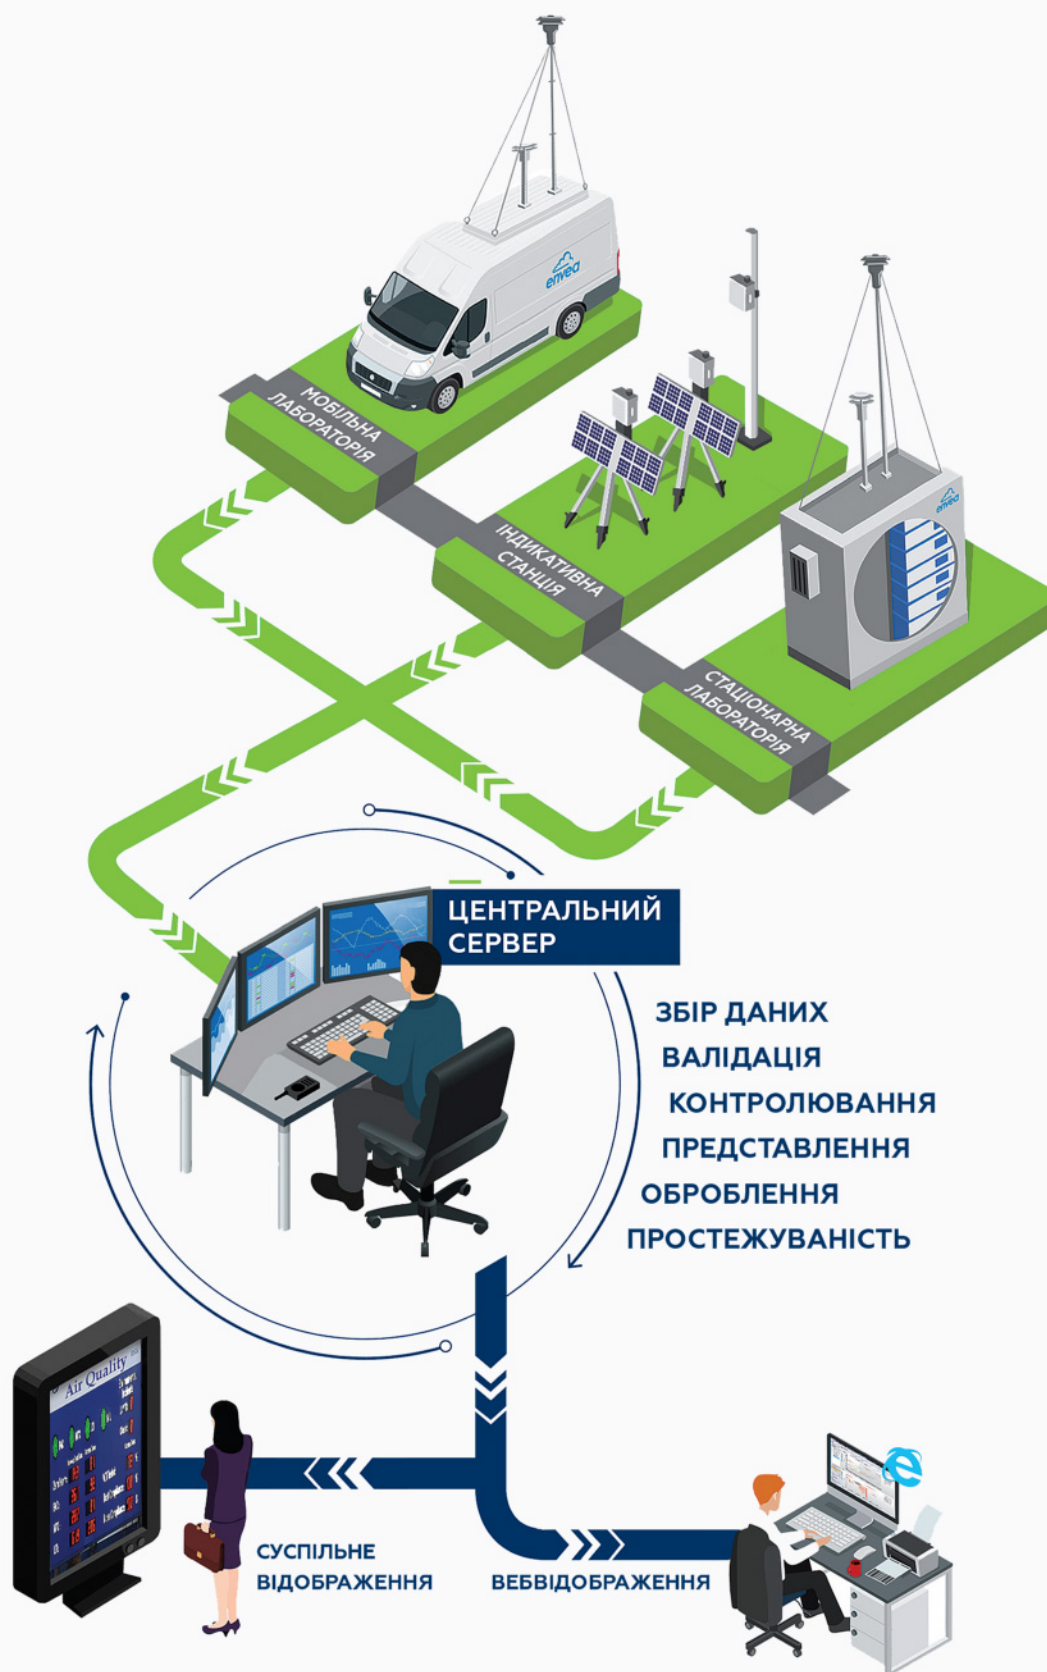 envea
МОБІЛЬНА
ЛАБОРАТОРІЯ
ІНДИКАТИВНА
СТАНЦІЯ
envea
СТАЦІОНАРНА
ЛАБОРАТОРІЯ
ЦЕНТРАЛЬНИЙ
СЕРВЕР
ЗБІР ДАНИХ
ВАЛІДАЦІЯ
КОНТРОЛЮВАННЯ
ПРЕДСТАВЛЕННЯ
ОБРОБЛЕННЯ
ПРОСТЕЖУВАНІСТЬ
Air Quality
СУСПІЛЬНЕ
ВІДОБРАЖЕННЯ
ВЕБВІДОБРАЖЕННЯ